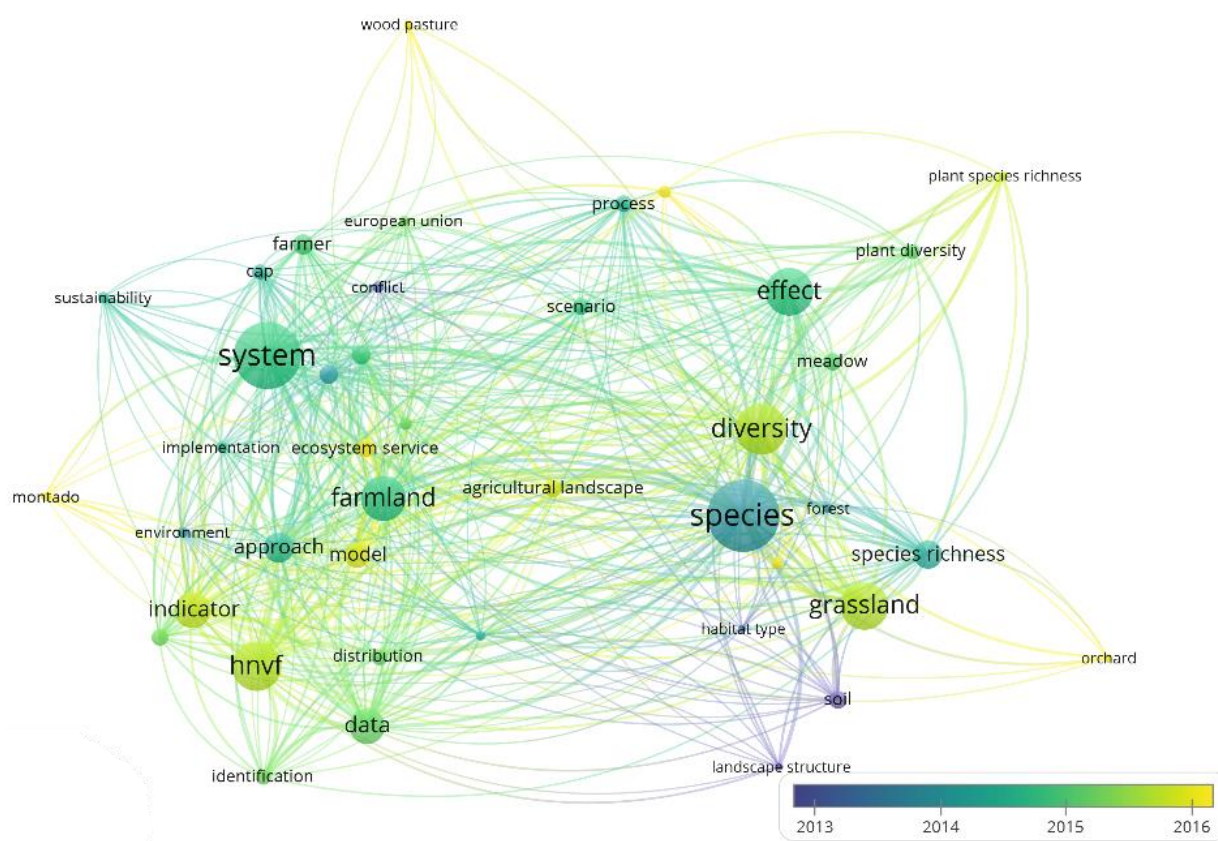 wood pasture
plant species richness
process
european union
farmer
plant diversity
cap
conflict
effect
sustainability
scenario
system
meadow
diversity
implementation
ecosystem service
agricultural landscape
montado
farmland
species
forest
environment
approach
model
species richness
indicator
grassland
habitat type
hnvf
distribution
orchard
soil
data
landscape structure
identification
2013
2014
2015
2016